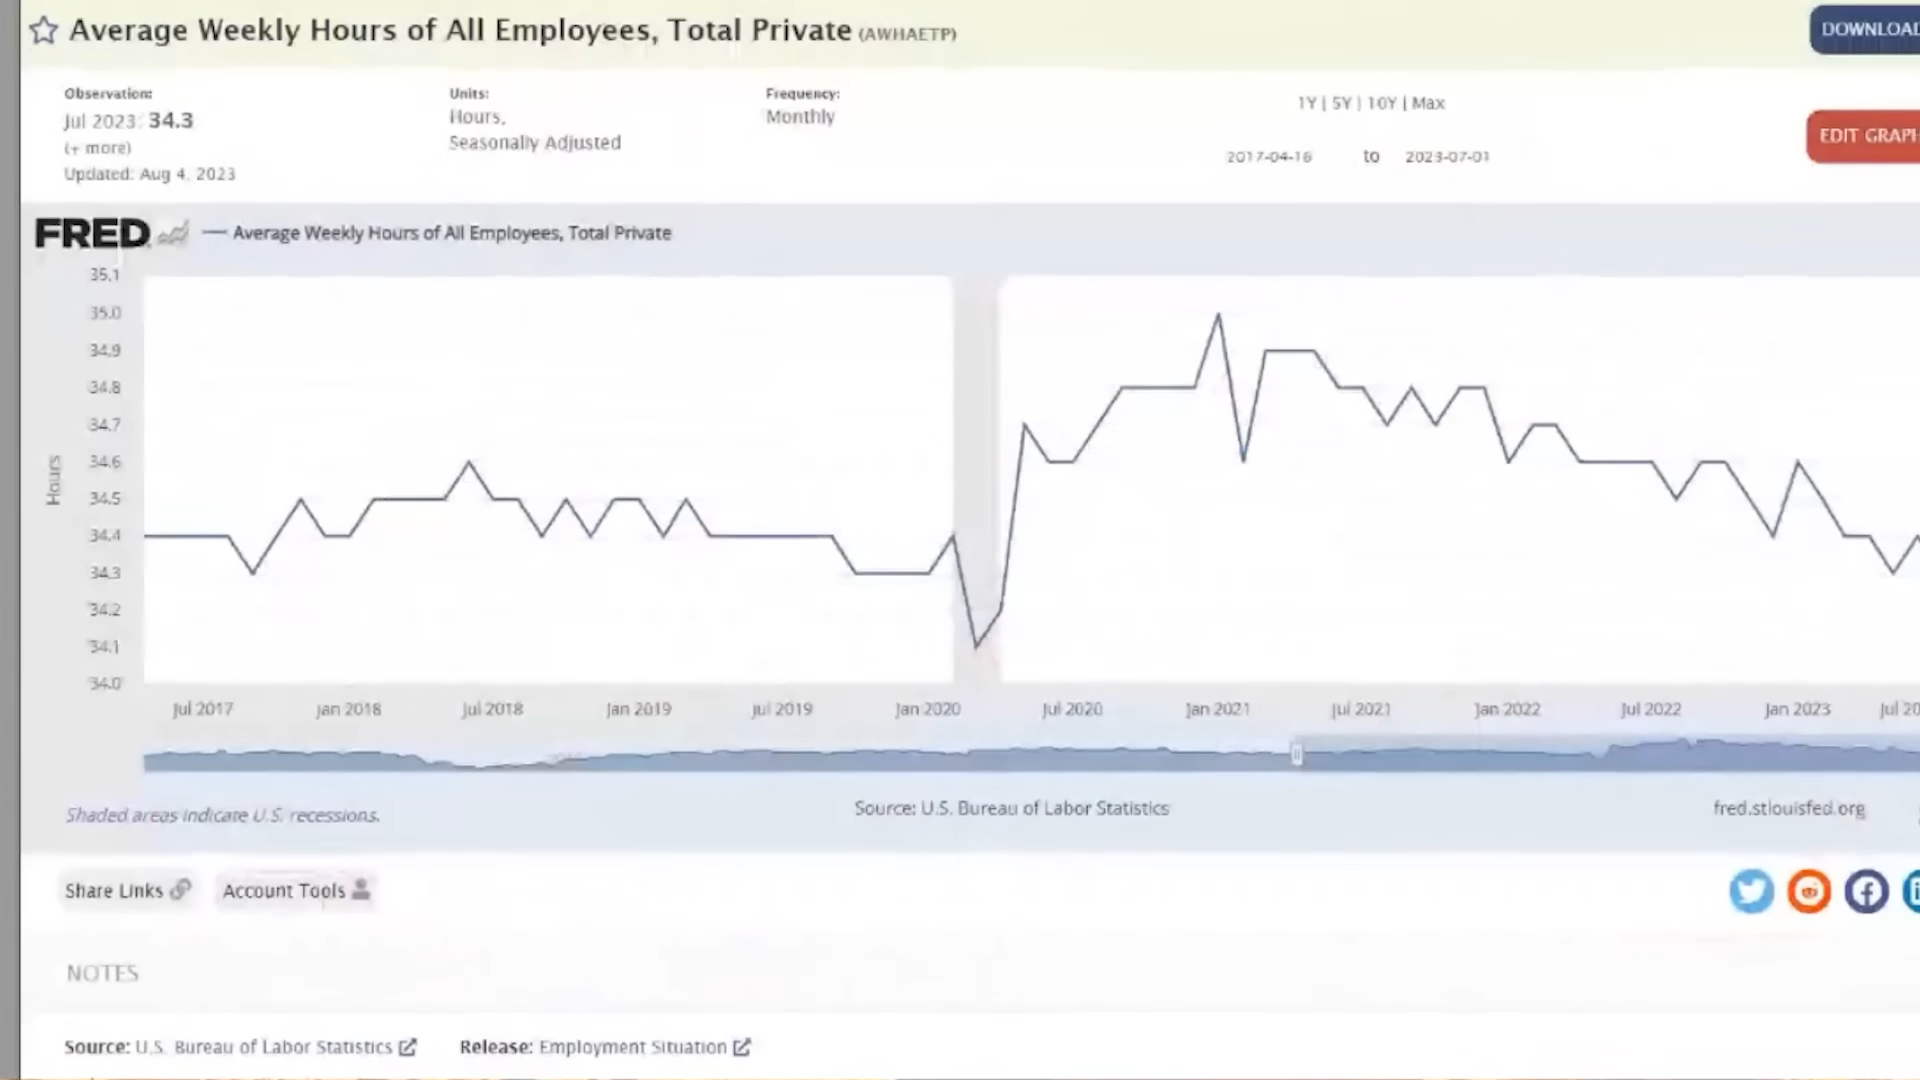 Average Weekly Hours of All Employees, Total Private (AWHAETP)
DOWNLOAD
Observation:
Jul 2023: 34.3
(+ more)
Updated: Aug 4, 2023
Units:
Hours,
Seasonally Adjusted
Frequency:
Monthly
1Y | 5Y | 10Y | Max
2017-04-16 to 2023-07-01
EDIT GRAPH
FRED
Average Weekly Hours of All Employees, Total Private
35.1
35.0
34.9
34.8
34.7
34.6
34.5
34.4
34.3
34.2
34.1
34.0
Hours
Jul 2017 Jan 2018 Jul 2018 Jan 2019 Jul 2019 Jan 2020 Jul 2020 Jan 2021 Jul 2021 Jan 2022 Jul 2022 Jan 2023 Jul 20
Shaded areas indicate U.S. recessions.
Source: U.S. Bureau of Labor Statistics
fred.stlouisfed.org
Share Links
Account Tools
NOTES
Source: U.S. Bureau of Labor Statistics
Release: Employment Situation